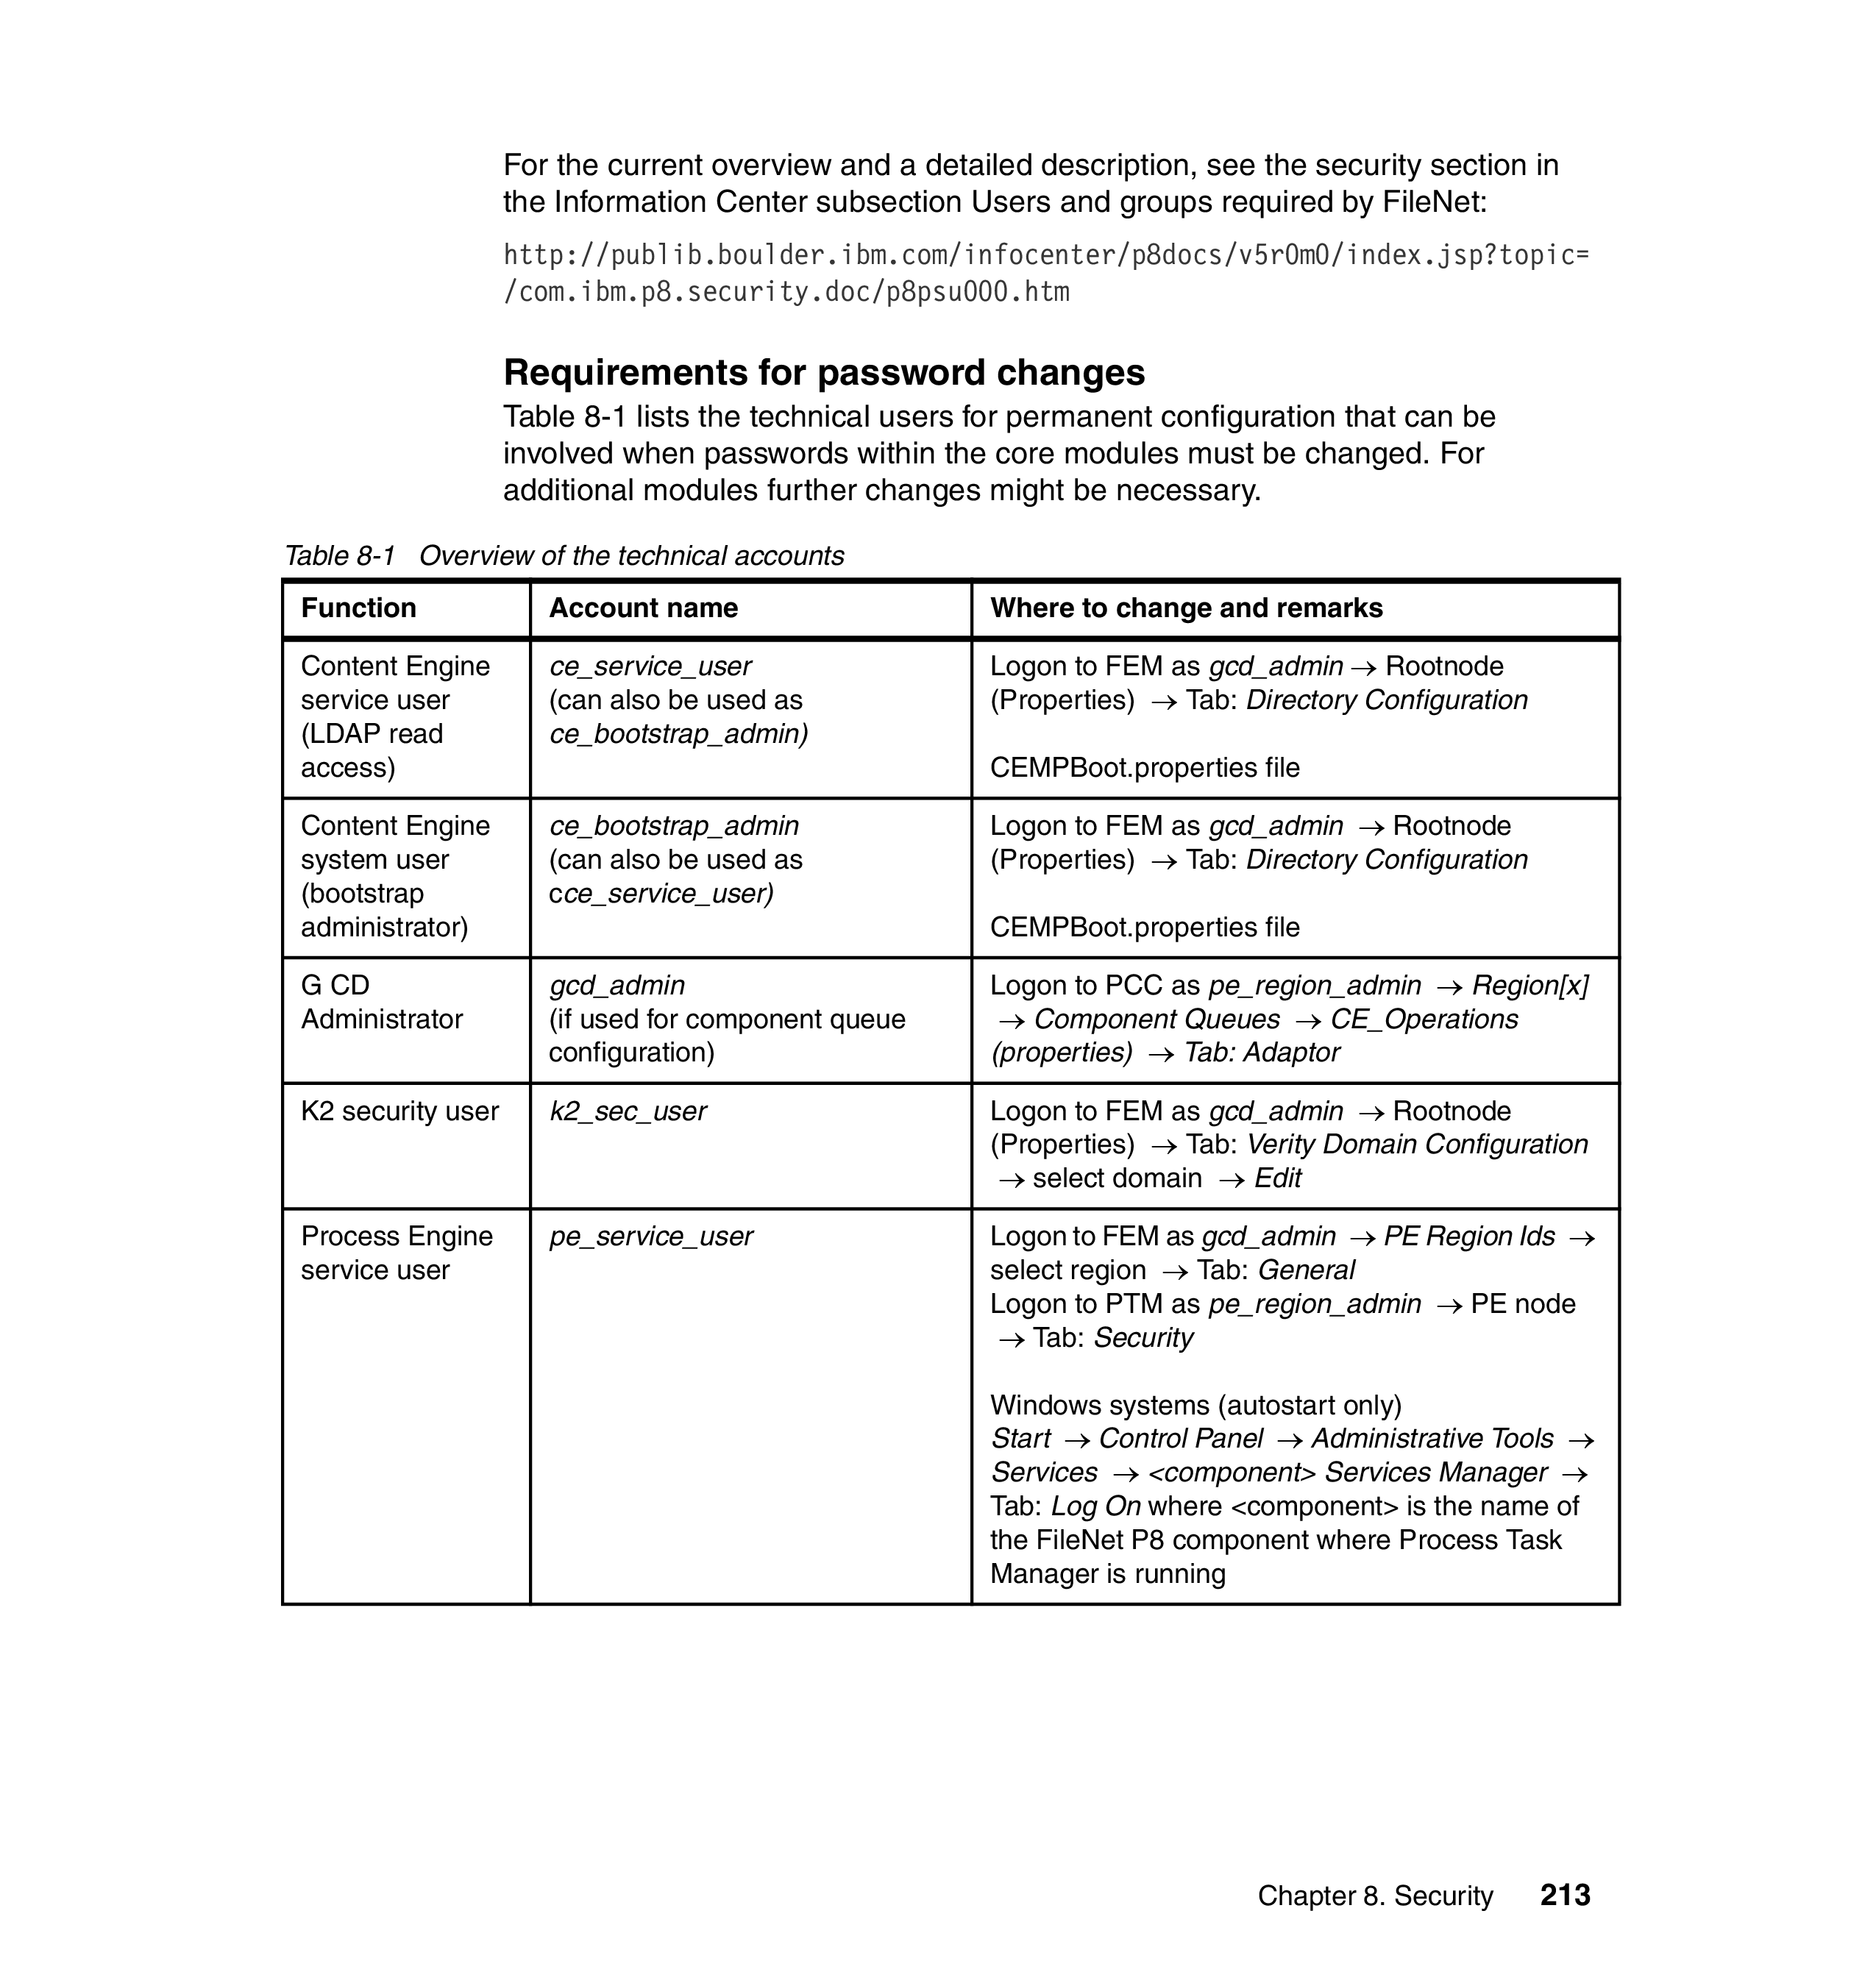 For the current overview and a detailed description, see the security section in
the Information Center subsection Users and groups required by FileNet:
http://publib.boulder.ibm.com/infocenter/p8docs/v5r0m0/index.jsp?topic=
/com.ibm.p8.security.doc/p8psu000.htm
Requirements for password changes
Table 8-1 lists the technical users for permanent configuration that can be
involved when passwords within the core modules must be changed. For
additional modules further changes might be necessary.
Table 8-1 Overview of the technical accounts
Function
Account name
Where to change and remarks
Content Engine
service user
(LDAP read
access)
ce_service_user
(can also be used as
ce_bootstrap_admin)
Logon to FEM as gcd_admin → Rootnode
(Properties) → Tab: Directory Configuration
CEMPBoot.properties file
Content Engine
system user
(bootstrap
administrator)
ce_bootstrap_admin
(can also be used as
cce_service_user)
Logon to FEM as gcd_admin → Rootnode
(Properties) → Tab: Directory Configuration
CEMPBoot.properties file
G CD
Administrator
gcd_admin
(if used for component queue
configuration)
Logon to PCC as pe_region_admin → Region[x]
→ Component Queues → CE_Operations
(properties) → Tab: Adaptor
K2 security user
k2_sec_user
Logon to FEM as gcd_admin → Rootnode
(Properties) → Tab: Verity Domain Configuration
→ select domain → Edit
Process Engine
service user
pe_service_user
Logon to FEM as gcd_admin → PE Region Ids →
select region → Tab: General
Logon to PTM as pe_region_admin → PE node
→ Tab: Security
Windows systems (autostart only)
Start → Control Panel → Administrative Tools →
Services → <component> Services Manager →
Tab: Log On where <component> is the name of
the FileNet P8 component where Process Task
Manager is running
Chapter 8. Security 213